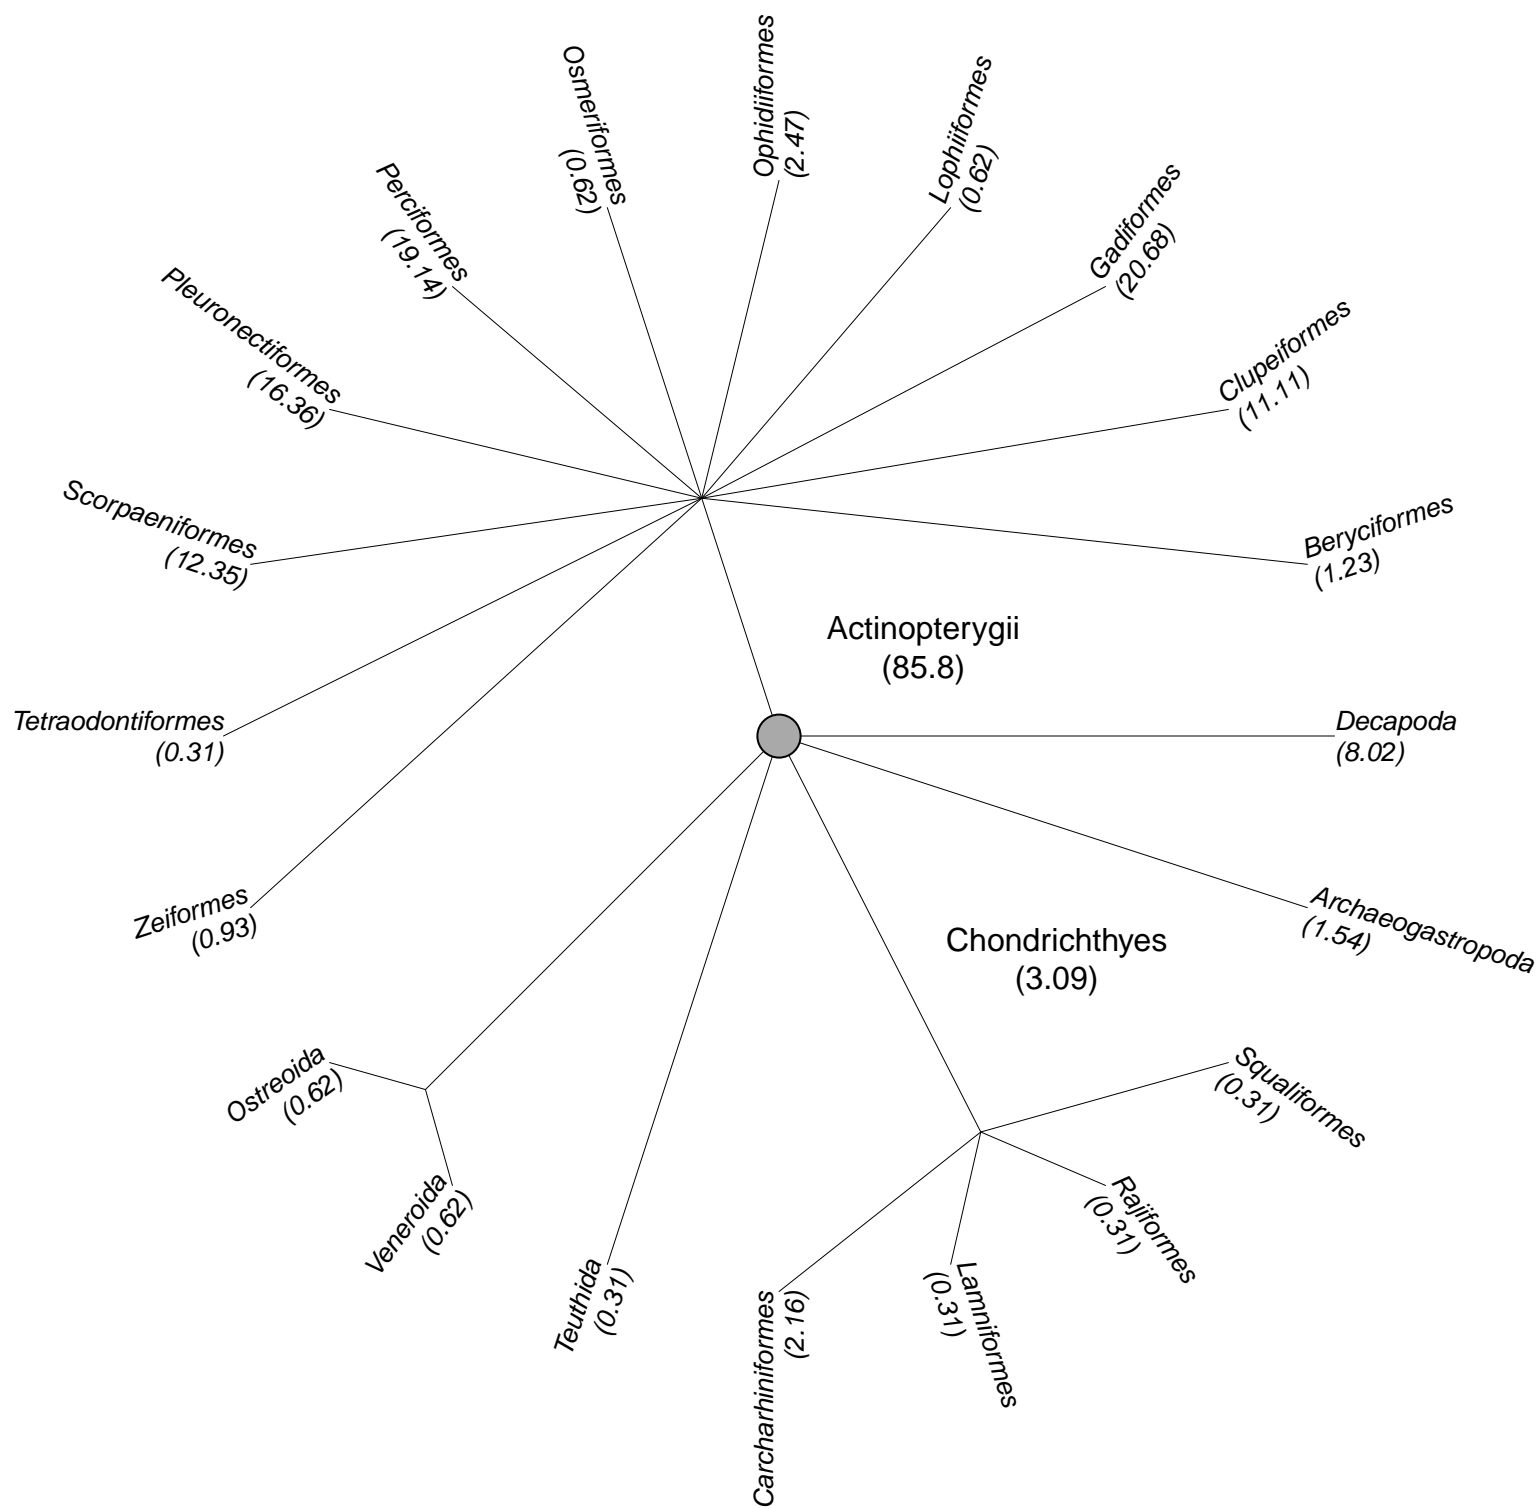 Osmeriformes
(0.62)
Ophidiiformes
(2.47)
Lophiiformes
(0.62)
Gadiformes
(20.68)
Clupeiformes
(11.11)
Beryciformes
(1.23)
Perciformes
(19.14)
Pleuronectiformes
(16.36)
Scorpaeniformes
(12.35)
Tetraodontiformes
(0.31)
Zeiformes
(0.93)
Actinopterygii
(85.8)
Decapoda
(8.02)
Archaeogastropoda
(1.54)
Chondrichthyes
(3.09)
Squaliformes
(0.31)
Rajiformes
(0.31)
Lamniformes
(0.31)
Carcharhiniformes
(2.16)
Teuthida
(0.31)
Veneroida
(0.62)
Ostreoida
(0.62)